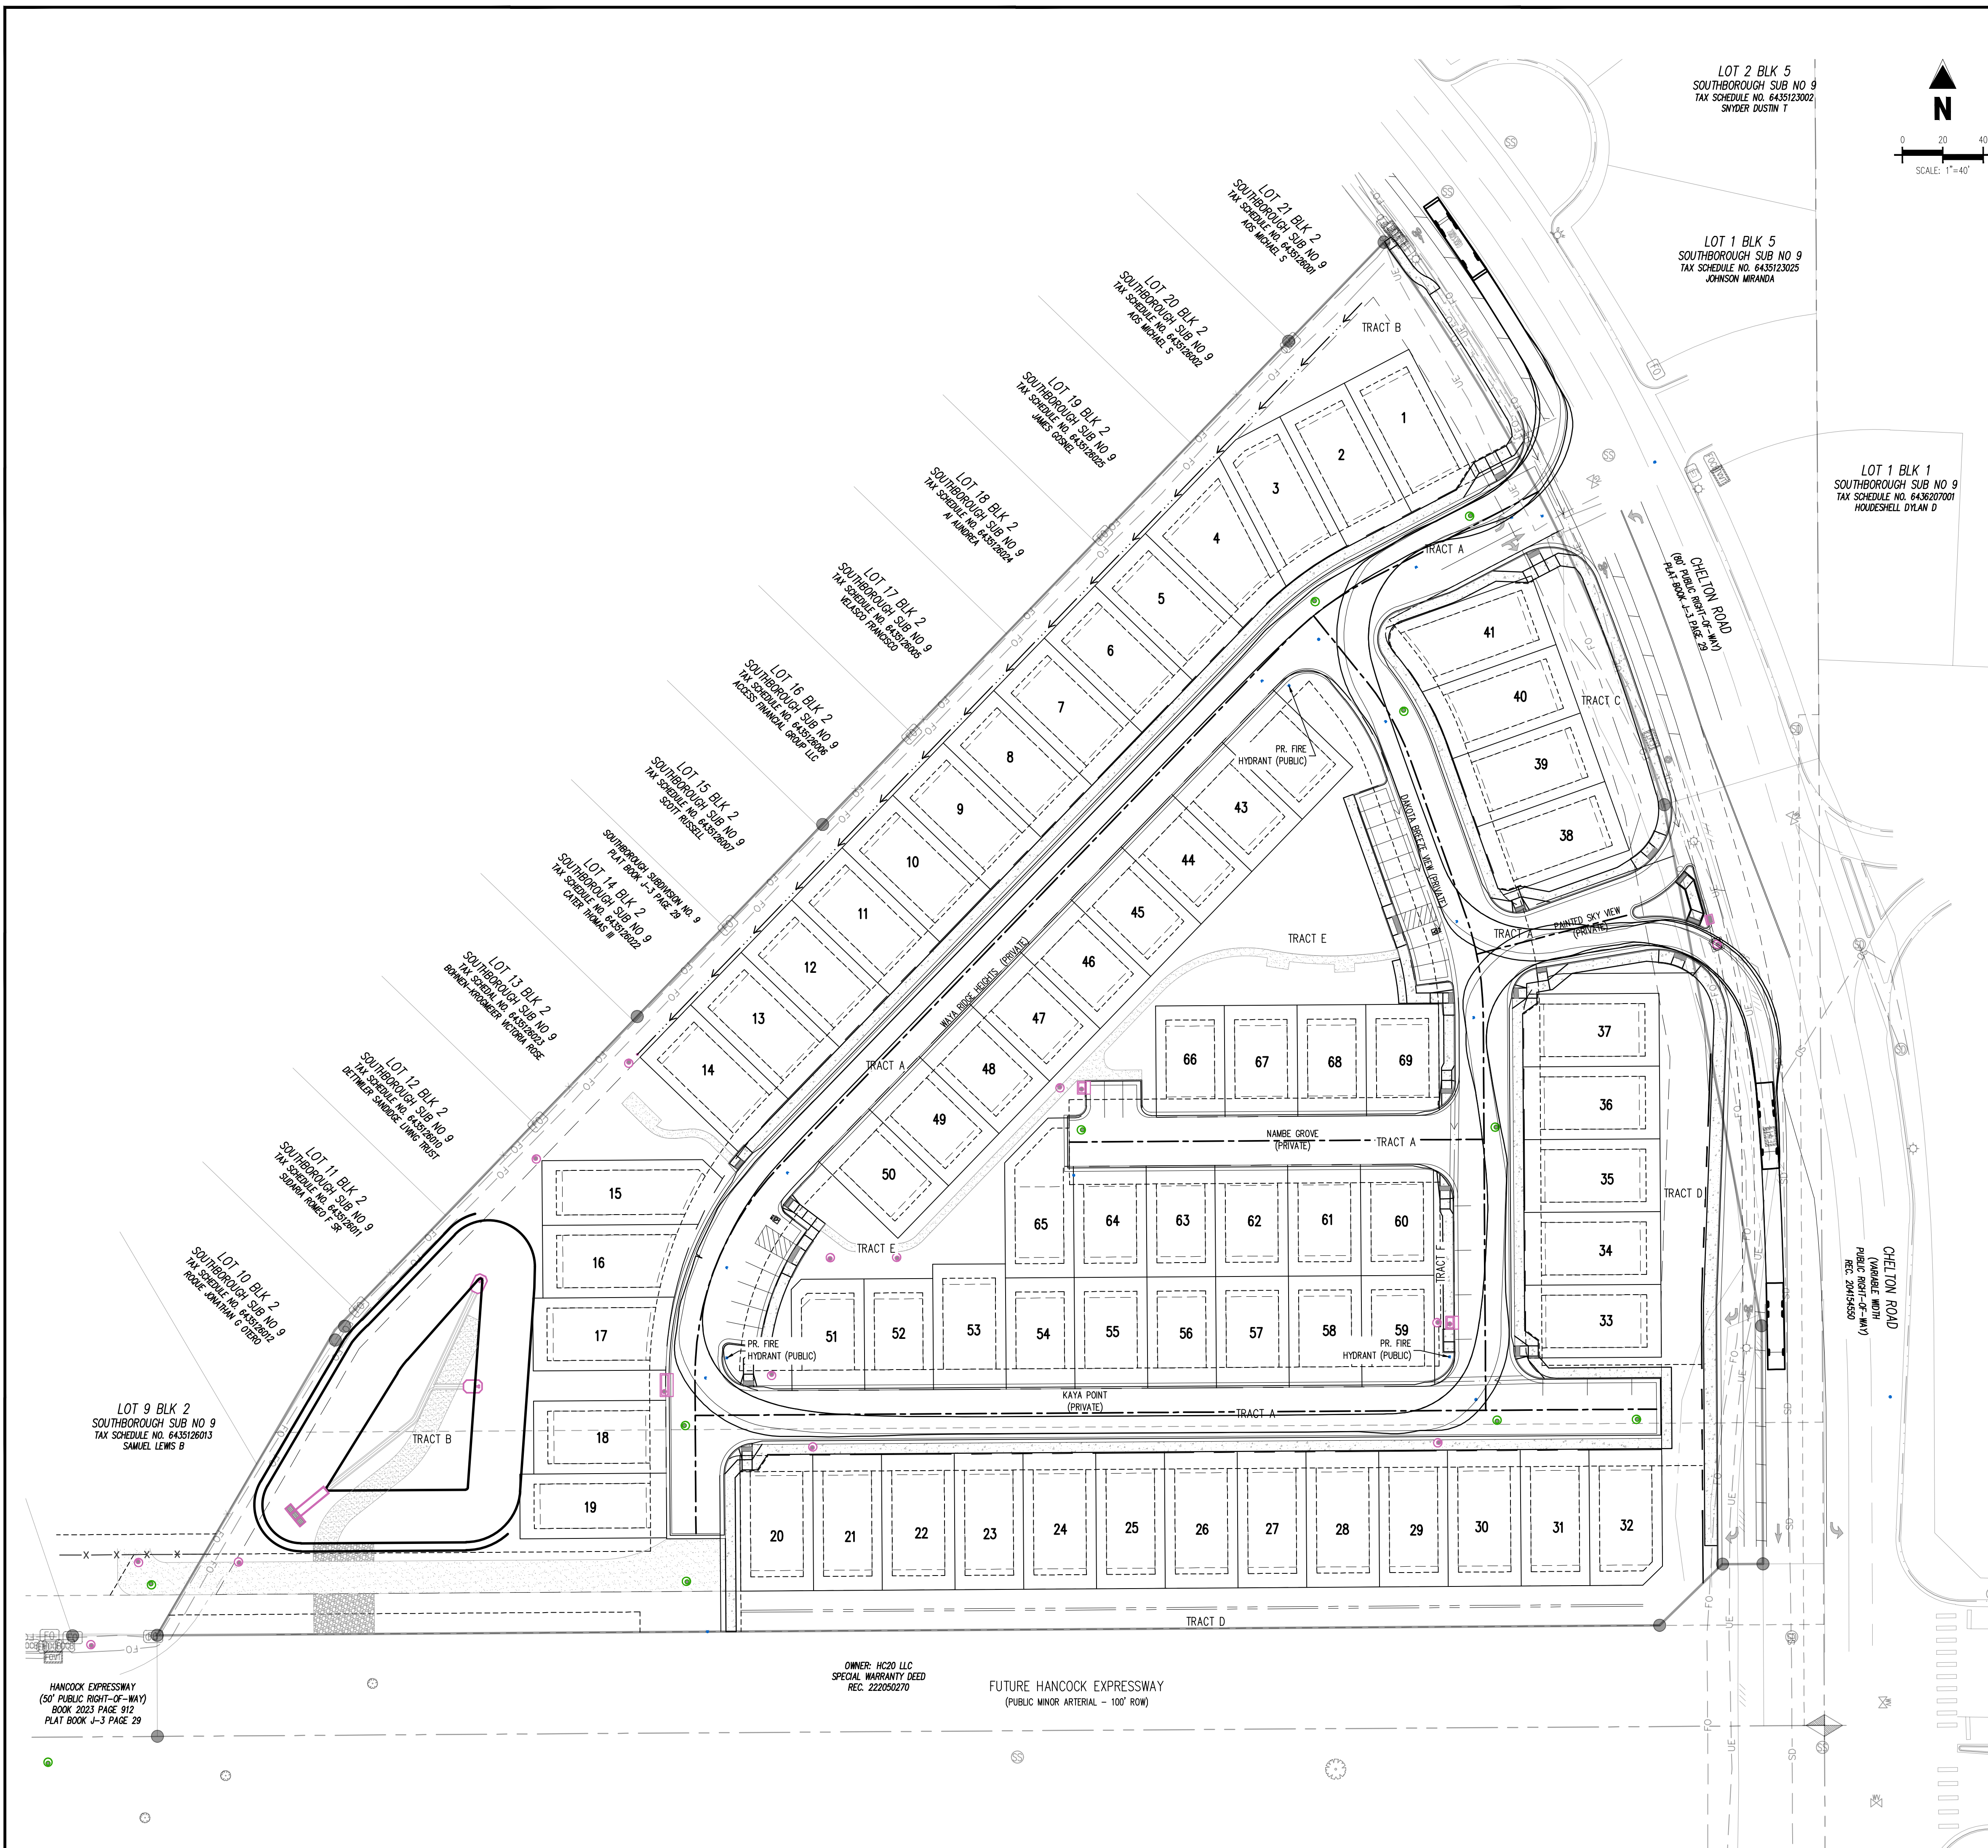 LOT 2 BLK 5
SOUTHBOROUGH SUB NO 9
TAX SCHEDULE NO. 6435123002
SNYDER DUSTIN T
N
0 20 40
SCALE: 1"=40'
LOT 1 BLK 5
SOUTHBOROUGH SUB NO 9
TAX SCHEDULE NO. 6435123025
JOHNSON MIRANDA
LOT 1 BLK 1
SOUTHBOROUGH SUB NO 9
TAX SCHEDULE NO. 6436207001
HOUDESHELL DYLAN D
LOT 21 BLK 2
SOUTHBOROUGH SUB NO 9
TAX SCHEDULE NO. 6435126001
AOS MICHAEL S
LOT 20 BLK 2
SOUTHBOROUGH SUB NO 9
TAX SCHEDULE NO. 6435126002
AOS MICHAEL S
LOT 19 BLK 2
SOUTHBOROUGH SUB NO 9
TAX SCHEDULE NO. 6435126025
JAMES GOSNEL
LOT 18 BLK 2
SOUTHBOROUGH SUB NO 9
TAX SCHEDULE NO. 6435126024
AI AUNDREA
LOT 17 BLK 2
SOUTHBOROUGH SUB NO 9
TAX SCHEDULE NO. 6435126005
VELASCO FRANCISCO
LOT 16 BLK 2
SOUTHBOROUGH SUB NO 9
TAX SCHEDULE NO. 6435126006
ACCESS FINANCIAL GROUP LLC
LOT 15 BLK 2
SOUTHBOROUGH SUB NO 9
TAX SCHEDULE NO. 6435126007
SCOTT RUSSELL
SOUTHBOROUGH SUBDIVISION NO. 9
PLAT BOOK J-3 PAGE 29
LOT 14 BLK 2
SOUTHBOROUGH SUB NO 9
TAX SCHEDULE NO. 6435126022
CATER THOMAS III
LOT 13 BLK 2
SOUTHBOROUGH SUB NO 9
TAX SCHEDAL NO. 6435126023
BOHNEN-KROGMEIER VICTORIA ROSE
LOT 12 BLK 2
SOUTHBOROUGH SUB NO 9
TAX SCHEDULE NO. 6435126010
DETTWILER SANDIDGE LIVING TRUST
LOT 11 BLK 2
SOUTHBOROUGH SUB NO 9
TAX SCHEDULE NO. 6435126011
SUDARIA ROMEO F SR
LOT 10 BLK 2
SOUTHBOROUGH SUB NO 9
TAX SCHEDULE NO. 6435126012
ROQUE JONATHAN G OTERO
LOT 9 BLK 2
SOUTHBOROUGH SUB NO 9
TAX SCHEDULE NO. 6435126013
SAMUEL LEWIS B
TRACT B
1
2
3
4
5
6
7
8
9
10
11
12
13
14
15
16
17
18
19
TRACT B
TRACT A
41
40
39
38
TRACT C
CHELTON ROAD
(80' PUBLIC RIGHT-OF-WAY)
PLAT BOOK J-3 PAGE 29
PR. FIRE
HYDRANT (PUBLIC)
43
44
45
46
47
48
49
50
WAYA RIDGE HEIGHTS (PRIVATE)
TRACT A
DAKOTA BREEZE VIEW (PRIVATE)
PAINTED SKY VIEW
(PRIVATE)
TRACT A
TRACT E
66
67
68
69
NAMBE GROVE
(PRIVATE)
TRACT A
37
36
35
34
33
TRACT D
TRACT E
65
64
63
62
61
60
TRACT F
51
52
53
54
55
56
57
58
59
PR. FIRE
HYDRANT (PUBLIC)
PR. FIRE
HYDRANT (PUBLIC)
KAYA POINT
(PRIVATE)
TRACT A
CHELTON ROAD
(VARIABLE WIDTH
PUBLIC RIGHT-OF-WAY)
REC. 204154550
20
21
22
23
24
25
26
27
28
29
30
31
32
TRACT D
OWNER: HC20 LLC
SPECIAL WARRANTY DEED
REC. 222050270
FUTURE HANCOCK EXPRESSWAY
(PUBLIC MINOR ARTERIAL - 100' ROW)
HANCOCK EXPRESSWAY
(50' PUBLIC RIGHT-OF-WAY)
BOOK 2023 PAGE 912
PLAT BOOK J-3 PAGE 29